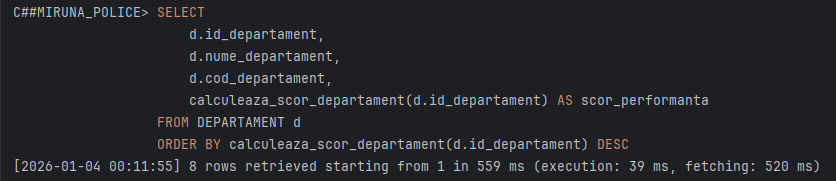 C##MIRUNA_POLICE> SELECT
d.id_departament,
d.nume_departament,
d.cod_departament,
calculeaza_scor_departament(d.id_departament) AS scor_performanta
FROM DEPARTAMENT d
ORDER BY calculeaza_scor_departament(d.id_departament) DESC
[2026-01-04 00:11:55] 8 rows retrieved starting from 1 in 559 ms (execution: 39 ms, fetching: 520 ms)